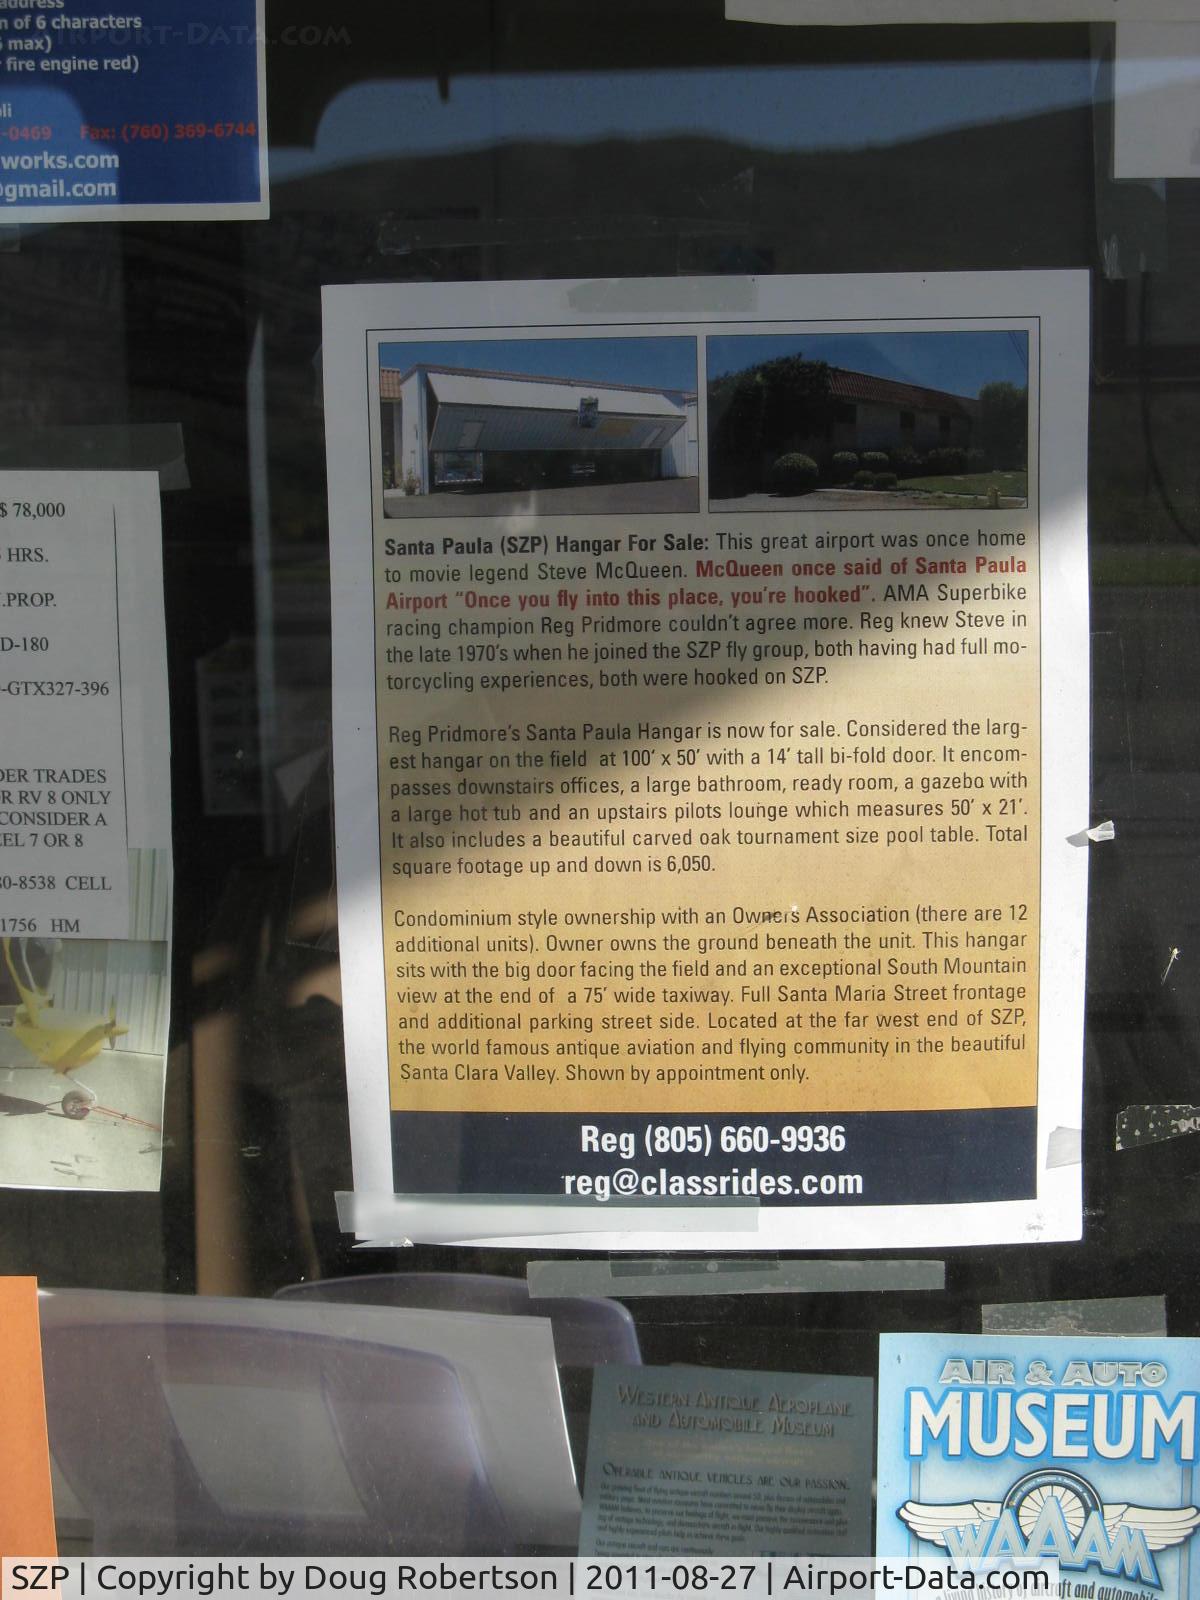 AIRPORT-DATA.COM
n of 6 characters
max)
fire engine red)
-0469 Fax: (760) 369-6744
works.com
@gmail.com
Santa Paula (SZP) Hangar For Sale: This great airport was once home
to movie legend Steve McQueen. McQueen once said of Santa Paula
Airport “Once you fly into this place, you’re hooked”. AMA Superbike
racing champion Reg Pridmore couldn’t agree more. Reg knew Steve in
the late 1970’s when he joined the SZP fly group, both having had full mo-
torcycling experiences, both were hooked on SZP.
Reg Pridmore’s Santa Paula Hangar is now for sale. Considered the larg-
est hangar on the field at 100’ x 50’ with a 14’ tall bi-fold door. It encom-
passes downstairs offices, a large bathroom, ready room, a gazebo with
a large hot tub and an upstairs pilots lounge which measures 50’ x 21’.
It also includes a beautiful carved oak tournament size pool table. Total
square footage up and down is 6,050.
Condominium style ownership with an Owners Association (there are 12
additional units). Owner owns the ground beneath the unit. This hangar
sits with the big door facing the field and an exceptional South Mountain
view at the end of a 75’ wide taxiway. Full Santa Maria Street frontage
and additional parking street side. Located at the far west end of SZP,
the world famous antique aviation and flying community in the beautiful
Santa Clara Valley. Shown by appointment only.
Reg (805) 660-9936
reg@classrides.com
$ 78,000
HRS.
.PROP.
D-180
-GTX327-396
DER TRADES
R RV 8 ONLY
CONSIDER A
EEL 7 OR 8
80-8538 CELL
1756 HM
WESTERN ANTIQUE AEROPLANE
AND AUTOMOBILE MUSEUM
OPERABLE ANTIQUE VEHICLES ARE OUR PASSION.
AIR & AUTO
MUSEUM
WAAAM
a living history of aircraft and automobile
SZP | Copyright by Doug Robertson | 2011-08-27 | Airport-Data.com